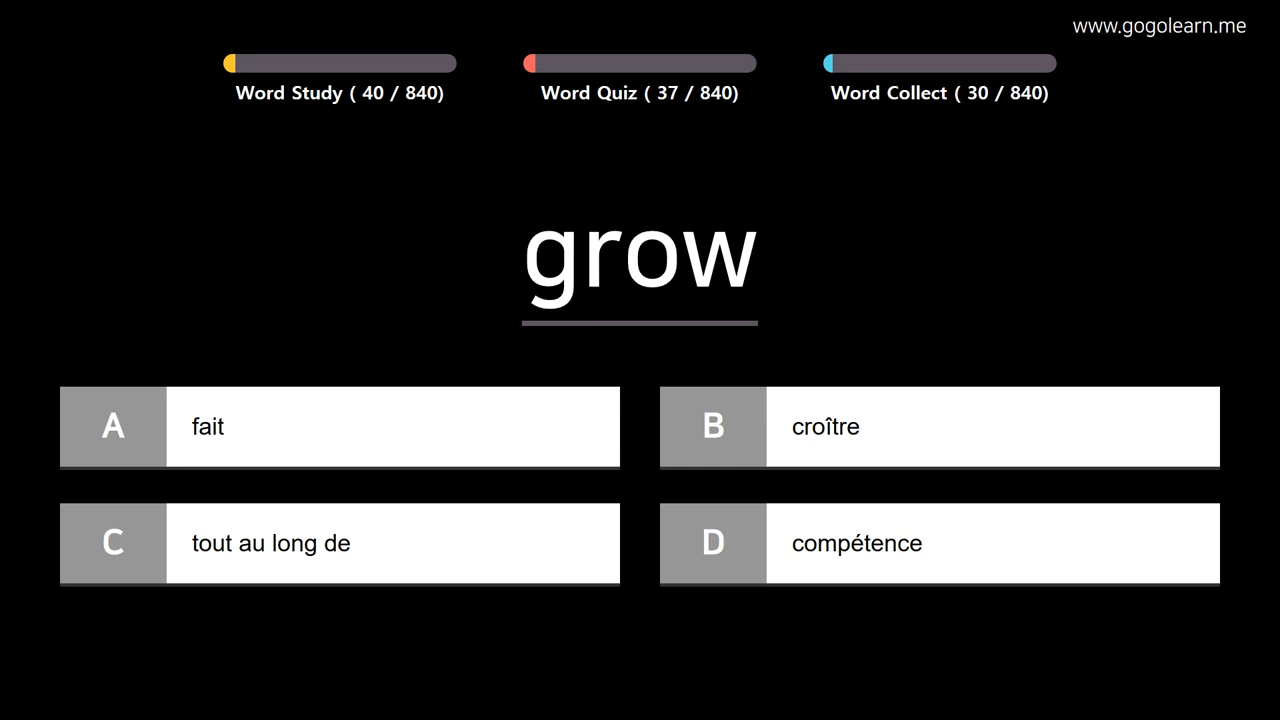 www.gogolearn.me
Word Study ( 40 / 840)
Word Quiz ( 37 / 840)
Word Collect ( 30 / 840)
grow
A fait
B croître
C tout au long de
D compétence